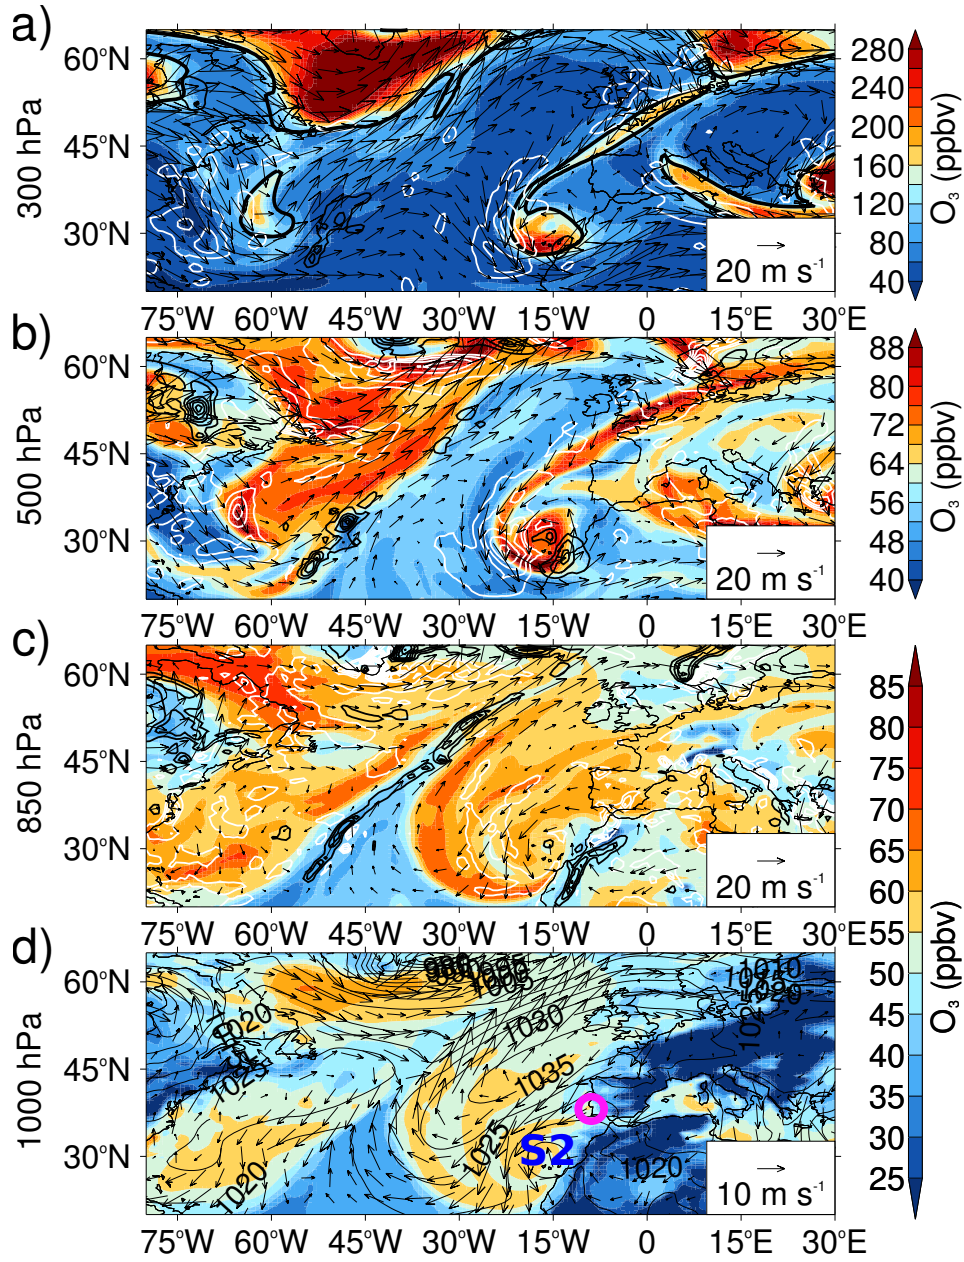 a)
300 hPa
60°N
45°N
30°N
20 m s⁻¹
75°W 60°W 45°W 30°W 15°W 0 15°E 30°E
280
240
200
160
120
80
40
O₃ (ppbv)
b)
500 hPa
60°N
45°N
30°N
20 m s⁻¹
75°W 60°W 45°W 30°W 15°W 0 15°E 30°E
88
80
72
64
56
48
40
O₃ (ppbv)
c)
850 hPa
60°N
45°N
30°N
20 m s⁻¹
75°W 60°W 45°W 30°W 15°W 0 15°E 30°E
d)
1000 hPa
60°N
45°N
30°N
1005
1010
1020
1020
1030
1025
1035
1025
S2
1020
1020
10 m s⁻¹
75°W 60°W 45°W 30°W 15°W 0 15°E 30°E
85
80
75
70
65
60
55
50
45
40
35
30
25
O₃ (ppbv)